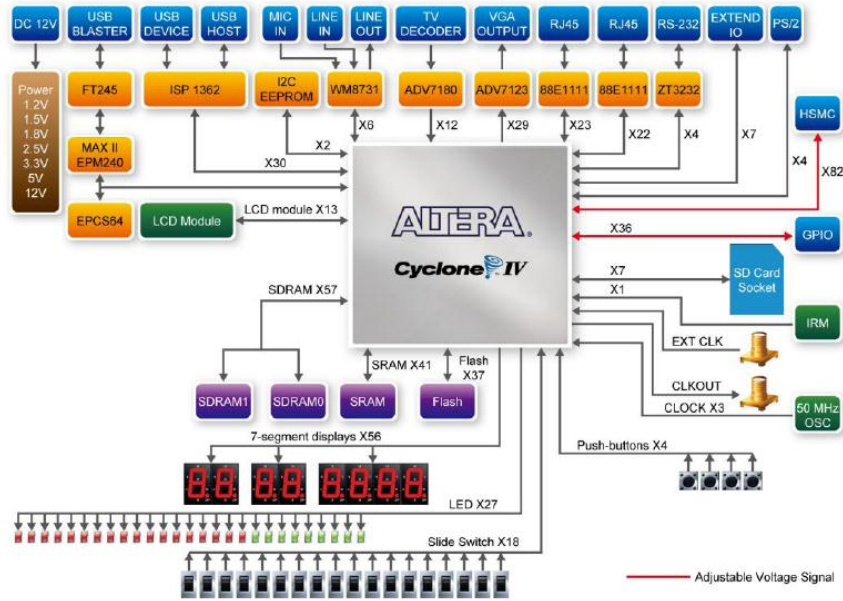 DC 12V
USB
BLASTER
USB
DEVICE
USB
HOST
MIC
IN
LINE
IN
LINE
OUT
TV
DECODER
VGA
OUTPUT
RJ45
RJ45
RS-232
EXTEND
IO
PS/2
Power
1.2V
1.5V
1.8V
2.5V
3.3V
5V
12V
FT245
ISP 1362
I2C
EEPROM
WM8731
ADV7180
ADV7123
88E1111
88E1111
ZT3232
HSMC
MAX II
EPM240
X2
X30
X6
X12
X29
X23
X22
X4
X7
X4
X82
EPCS64
LCD Module
LCD module X13
ALTERA.
Cyclone IV
X36
GPIO
X7
SD Card
Socket
X1
IRM
SDRAM X57
EXT CLK
CLKOUT
CLOCK X3
50 MHz
OSC
SRAM X41
Flash
X37
SDRAM1
SDRAM0
SRAM
Flash
7-segment displays X56
Push-buttons X4
88
88
8888
LED X27
Slide Switch X18
Adjustable Voltage Signal